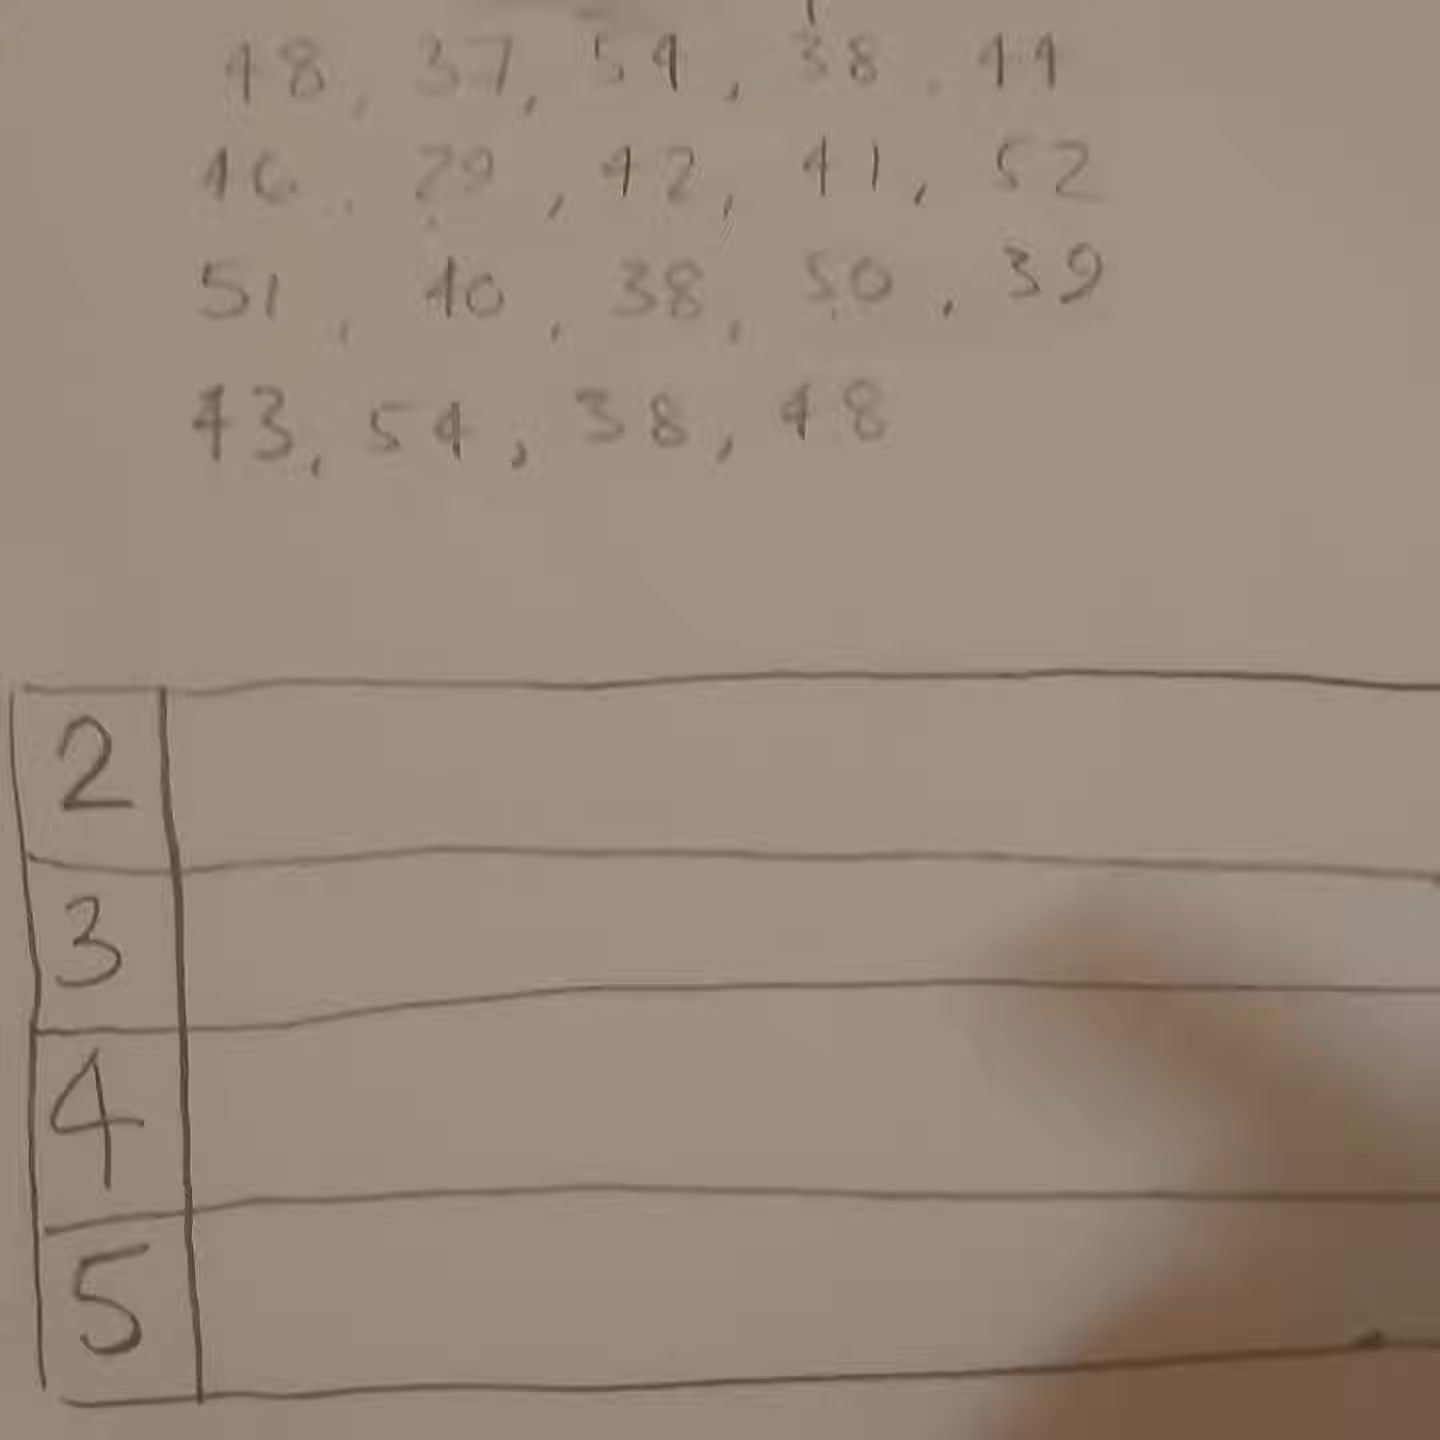 48, 37, 54, 38, 44
46, 29, 42, 41, 52
51, 40, 38, 50, 39
43, 54, 38, 48
2
3
4
5